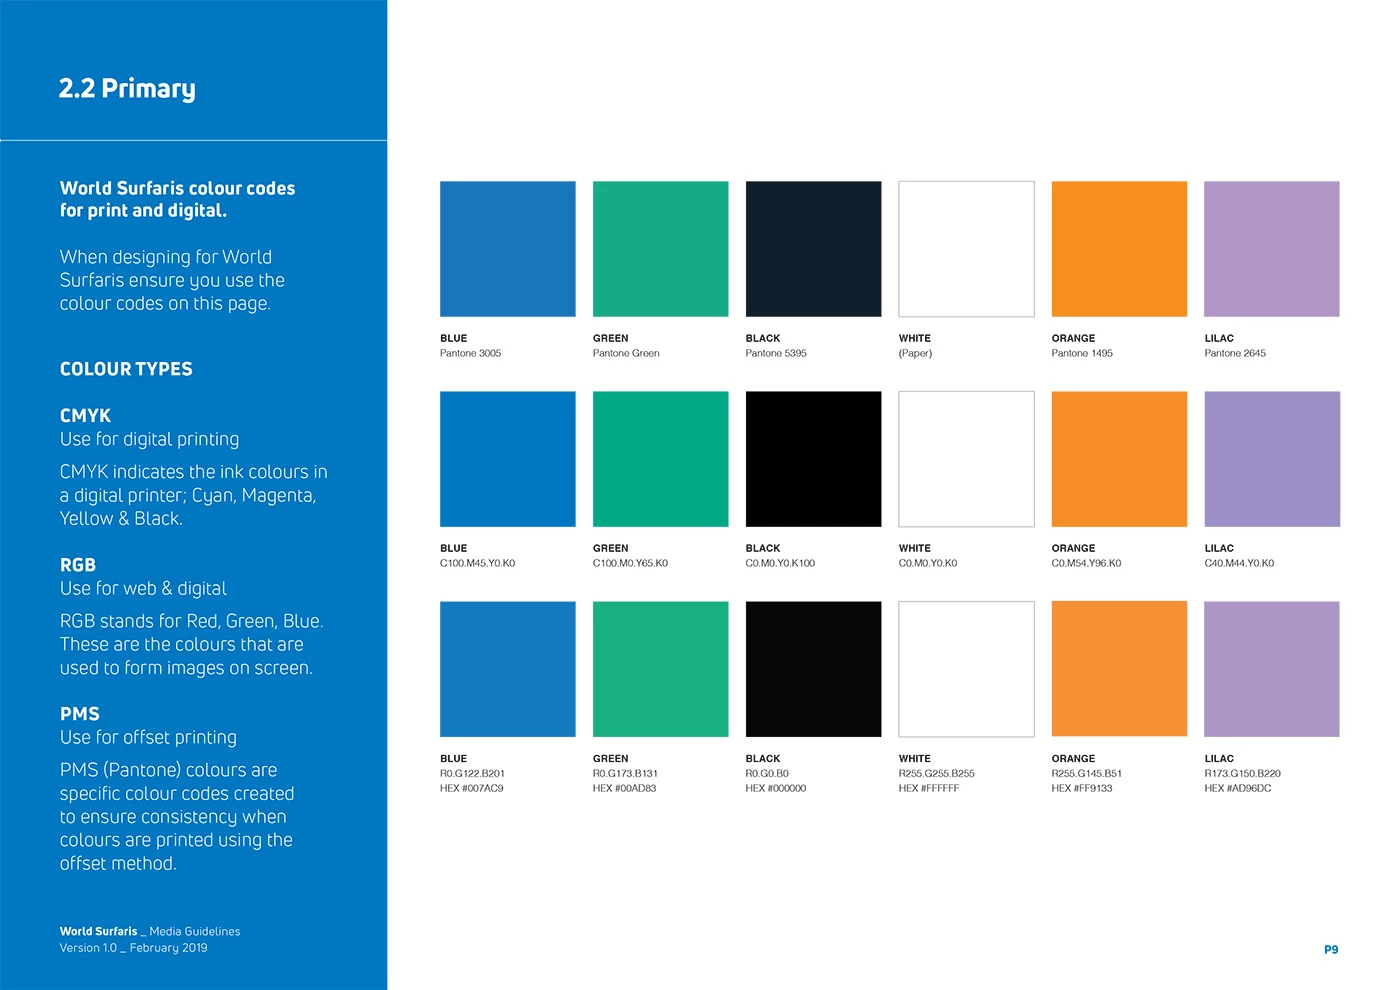 2.2 Primary
World Surfaris colour codes
for print and digital.
When designing for World
Surfaris ensure you use the
colour codes on this page.
COLOUR TYPES
CMYK
Use for digital printing
CMYK indicates the ink colours in
a digital printer; Cyan, Magenta,
Yellow & Black.
RGB
Use for web & digital
RGB stands for Red, Green, Blue.
These are the colours that are
used to form images on screen.
PMS
Use for offset printing
PMS (Pantone) colours are
specific colour codes created
to ensure consistency when
colours are printed using the
offset method.
World Surfaris _ Media Guidelines
Version 1.0 _ February 2019
BLUE
Pantone 3005
GREEN
Pantone Green
BLACK
Pantone 5395
WHITE
(Paper)
ORANGE
Pantone 1495
LILAC
Pantone 2645
BLUE
C100.M45.Y0.K0
GREEN
C100.M0.Y65.K0
BLACK
C0.M0.Y0.K100
WHITE
C0.M0.Y0.K0
ORANGE
C0.M54.Y96.K0
LILAC
C40.M44.Y0.K0
BLUE
R0.G122.B201
HEX #007AC9
GREEN
R0.G173.B131
HEX #00AD83
BLACK
R0.G0.B0
HEX #000000
WHITE
R255.G255.B255
HEX #FFFFFF
ORANGE
R255.G145.B51
HEX #FF9133
LILAC
R173.G150.B220
HEX #AD96DC
P9